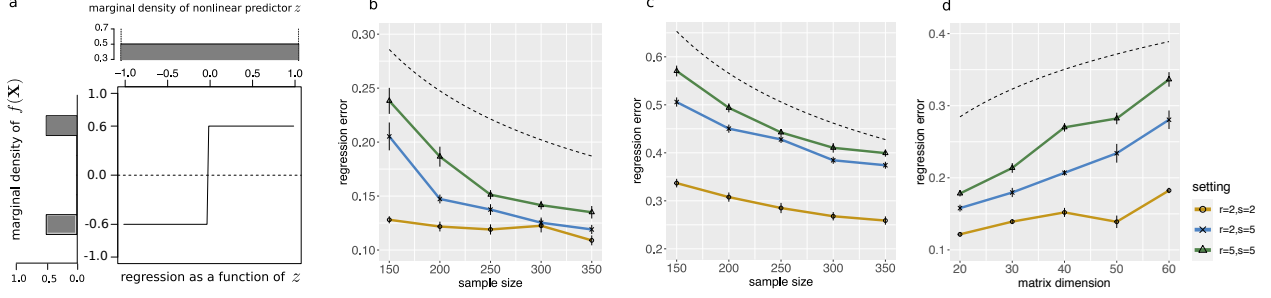 a
marginal density of nonlinear predictor z
0.7
0.5
0.3
-1.0 0.0 1.0
marginal density of f(X)
1.0
0.6
0.0
-0.6
-1.0
1.0 0.5 0.0
regression as a function of z
b
regression error
0.30
0.25
0.20
0.15
0.10
150 200 250 300 350
sample size
c
regression error
0.6
0.5
0.4
0.3
0.2
150 200 250 300 350
sample size
d
regression error
0.4
0.3
0.2
0.1
20 30 40 50 60
matrix dimension
setting
r=2,s=2
r=2,s=5
r=5,s=5